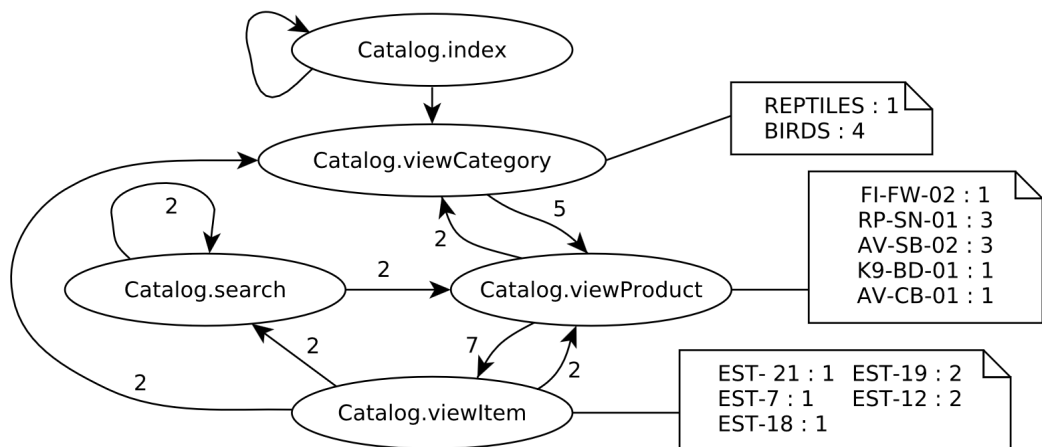 Catalog.index
REPTILES : 1
BIRDS : 4
Catalog.viewCategory
5
2
2
FI-FW-02 : 1
RP-SN-01 : 3
AV-SB-02 : 3
K9-BD-01 : 1
AV-CB-01 : 1
Catalog.search
2
Catalog.viewProduct
2
7
2
2
Catalog.viewItem
EST- 21 : 1 EST-19 : 2
EST-7 : 1 EST-12 : 2
EST-18 : 1